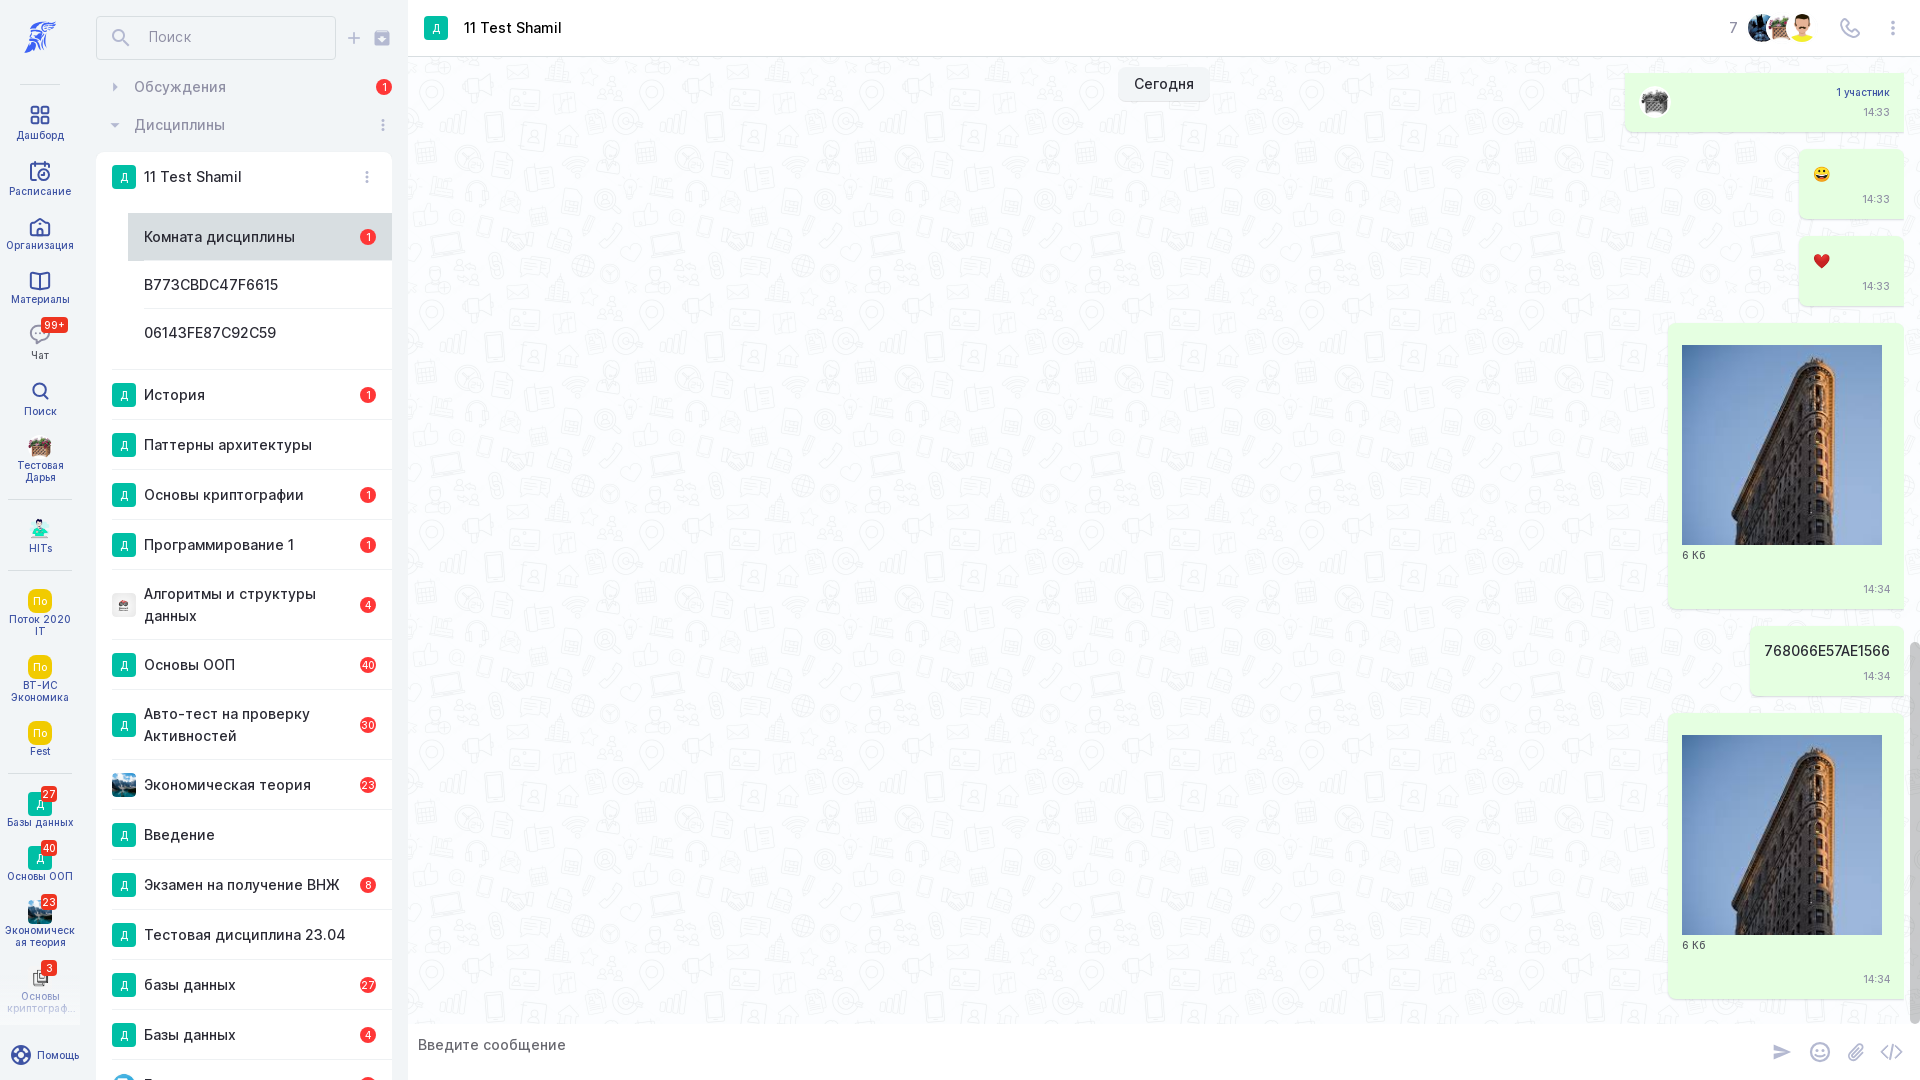 Дашборд
Расписание
Организация
Материалы
99+
Чат
Поиск
Тестовая
Дарья
HITs
По
Поток 2020
IT
По
ВТ-ИС
Экономика
По
Fest
27
Д
Базы данных
40
Д
Основы ООП
23
Экономическ
ая теория
3
Основы
криптограф...
Помощь
Поиск
Обсуждения
1
Дисциплины
Д 11 Test Shamil
Комната дисциплины 1
B773CBDC47F6615
06143FE87C92C59
Д История 1
Д Паттерны архитектуры
Д Основы криптографии 1
Д Программирование 1 1
Алгоритмы и структуры
данных
4
Д Основы ООП 40
Д Авто-тест на проверку
Активностей
30
Экономическая теория 23
Д Введение
Д Экзамен на получение ВНЖ 8
Д Тестовая дисциплина 23.04
Д базы данных 27
Д Базы данных 4
Д 11 Test Shamil
7
Сегодня
1 участник
14:33
14:33
14:33
6 Кб
14:34
768066E57AE1566
14:34
6 Кб
14:34
Введите сообщение